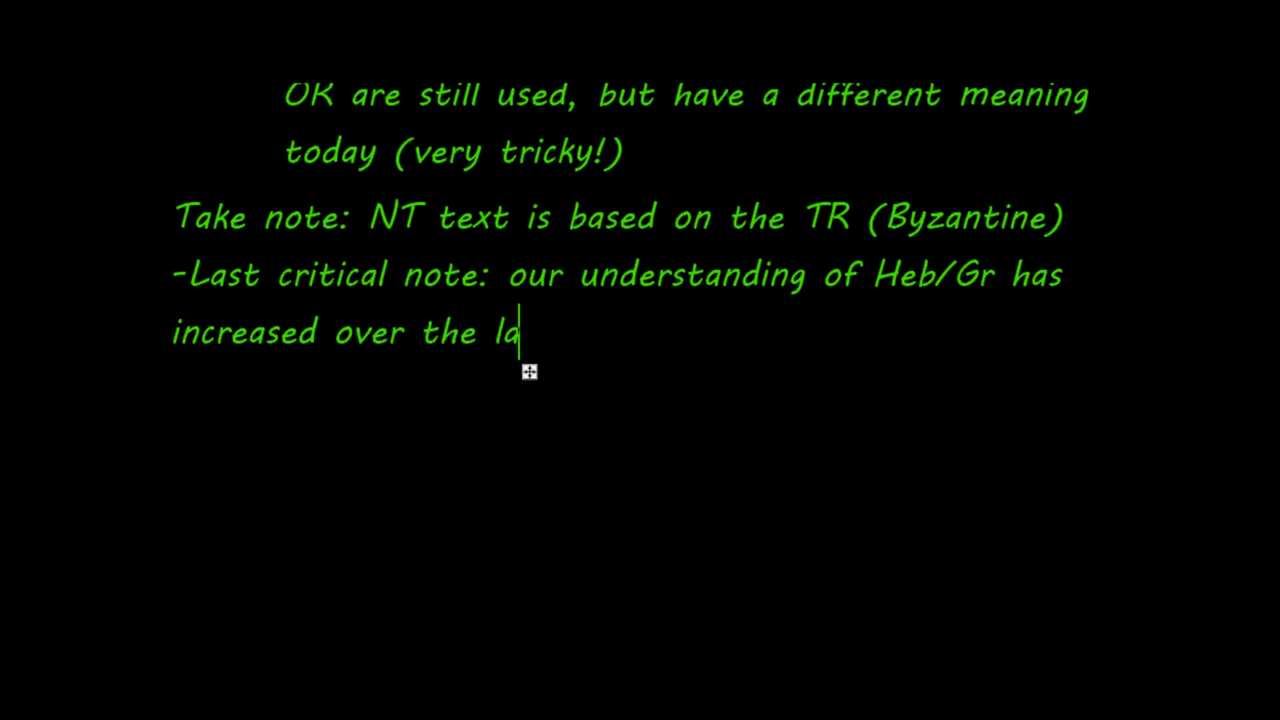 OR are still used, but have a different meaning
today (very tricky!)
Take note: NT text is based on the TR (Byzantine)
-Last critical note: our understanding of Heb/Gr has
increased over the la